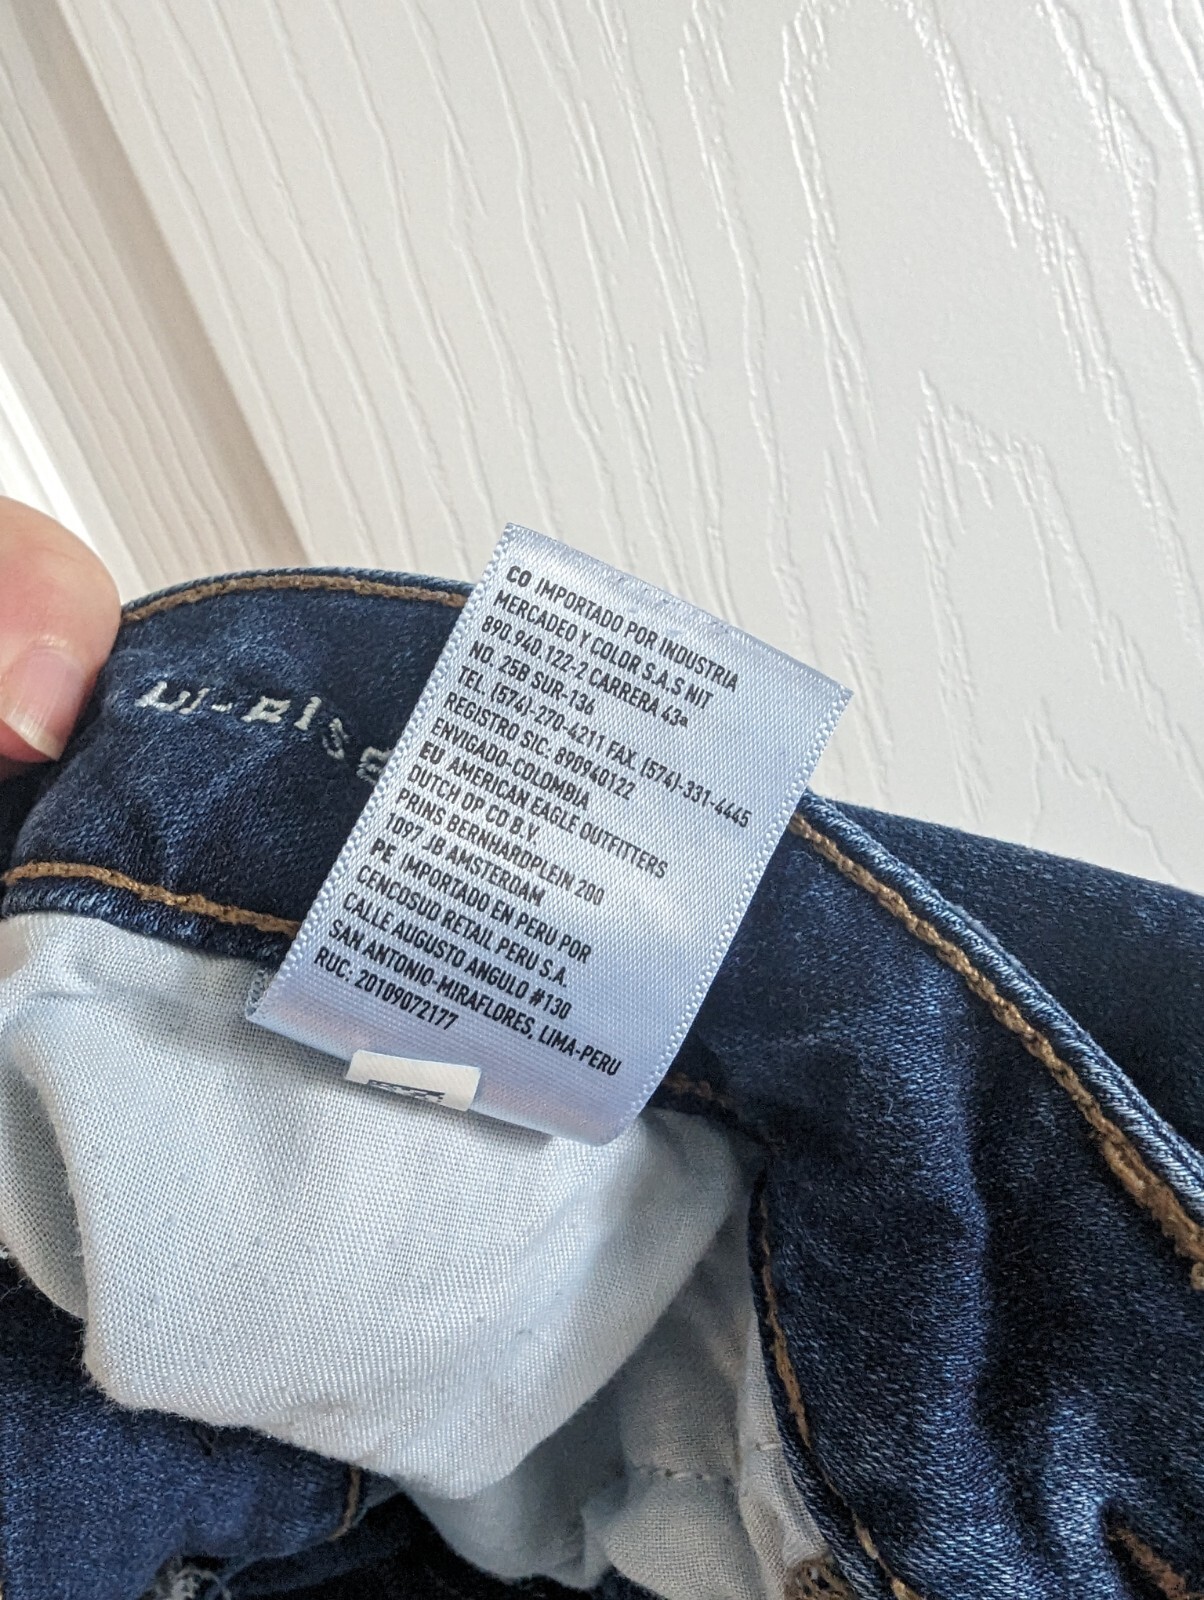 CO IMPORTADO POR INDUSTRIA
MERCADEO Y COLOR S.A.S NIT
890.940.122-2 CARRERA 43ª
NO. 25B SUR-136
TEL. (574)-270-4211 FAX. (574)-331-4445
REGISTRO SIC: 890940122
ENVIGADO-COLOMBIA
EU AMERICAN EAGLE OUTFITTERS
DUTCH OP CO B.V.
PRINS BERNHARDPLEIN 200
1097 JB AMSTERDAM
PE IMPORTADO EN PERU POR
CENCOSUD RETAIL PERU S.A.
CALLE AUGUSTO ANGULO #130
SAN ANTONIO-MIRAFLORES, LIMA-PERU
RUC: 20109072177